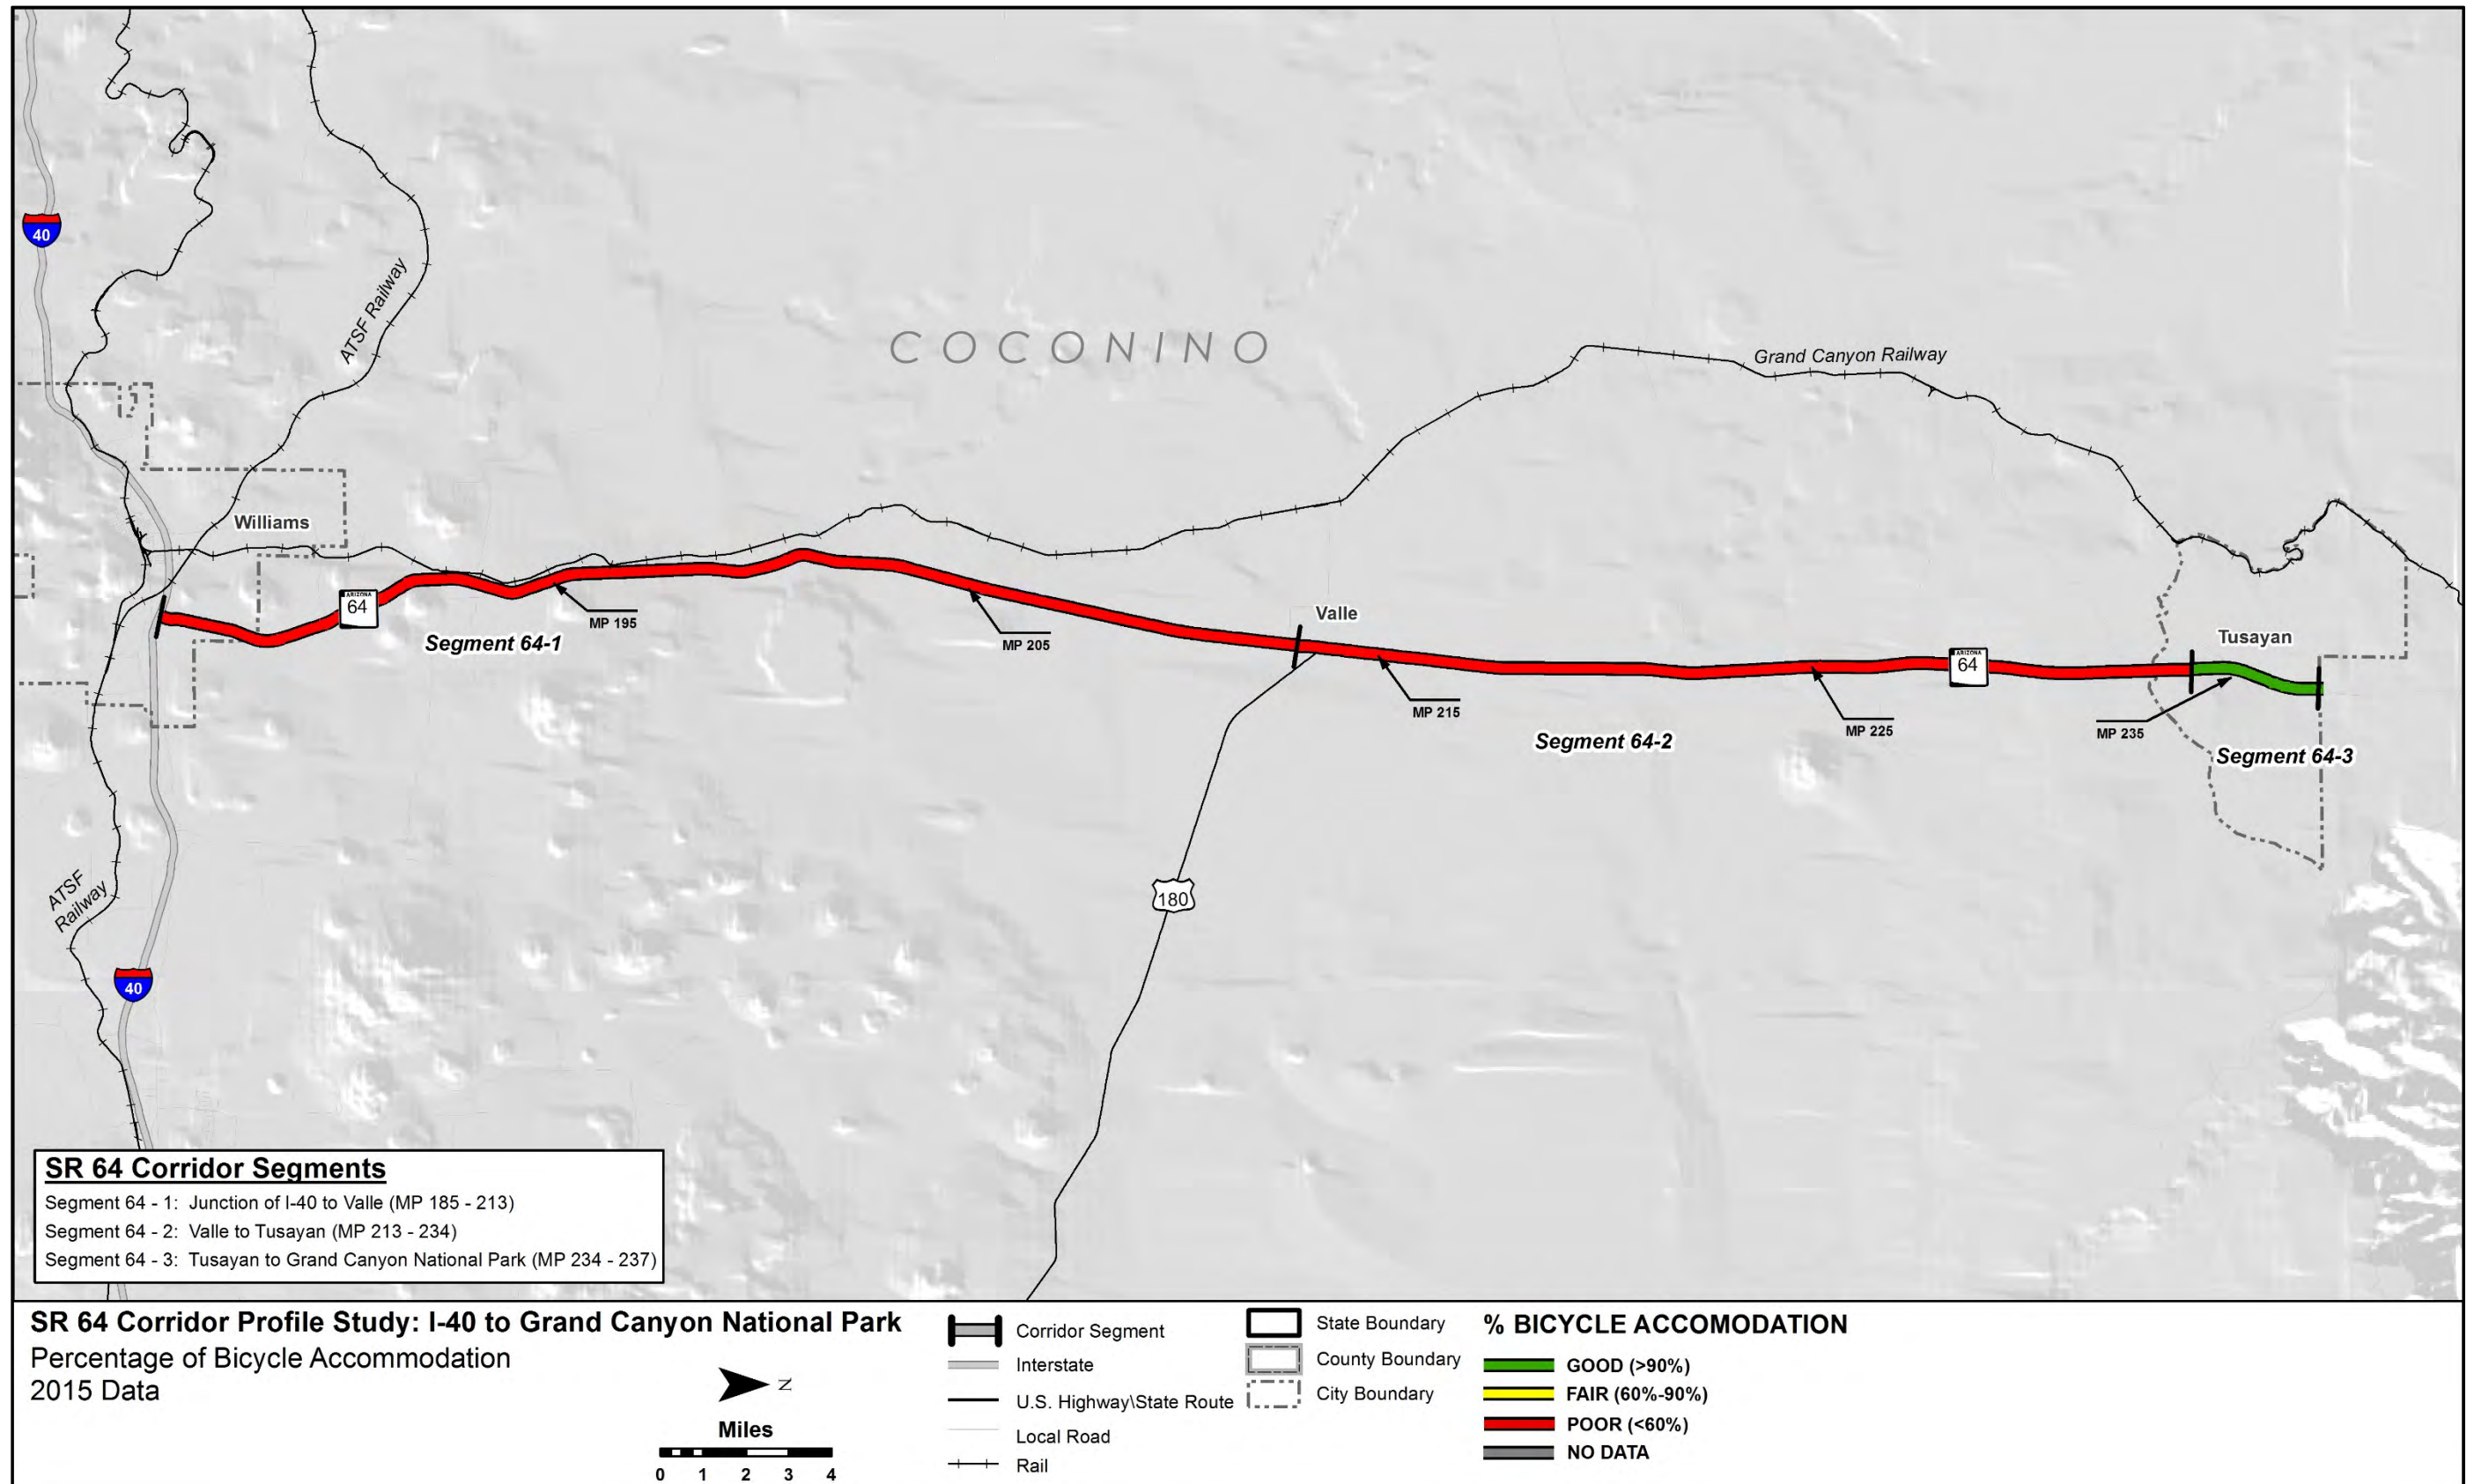 40
ATSF Railway
COCONINO
Grand Canyon Railway
Williams
ARIZONA
64
MP 195
Segment 64-1
MP 205
Valle
MP 215
Segment 64-2
MP 225
ARIZONA
64
Tusayan
MP 235
Segment 64-3
180
ATSF
Railway
40
SR 64 Corridor Segments
Segment 64 - 1: Junction of I-40 to Valle (MP 185 - 213)
Segment 64 - 2: Valle to Tusayan (MP 213 - 234)
Segment 64 - 3: Tusayan to Grand Canyon National Park (MP 234 - 237)
SR 64 Corridor Profile Study: I-40 to Grand Canyon National Park
Percentage of Bicycle Accommodation
2015 Data
N
Miles
0 1 2 3 4
Corridor Segment
Interstate
U.S. Highway\State Route
Local Road
Rail
State Boundary
County Boundary
City Boundary
% BICYCLE ACCOMODATION
GOOD (>90%)
FAIR (60%-90%)
POOR (<60%)
NO DATA